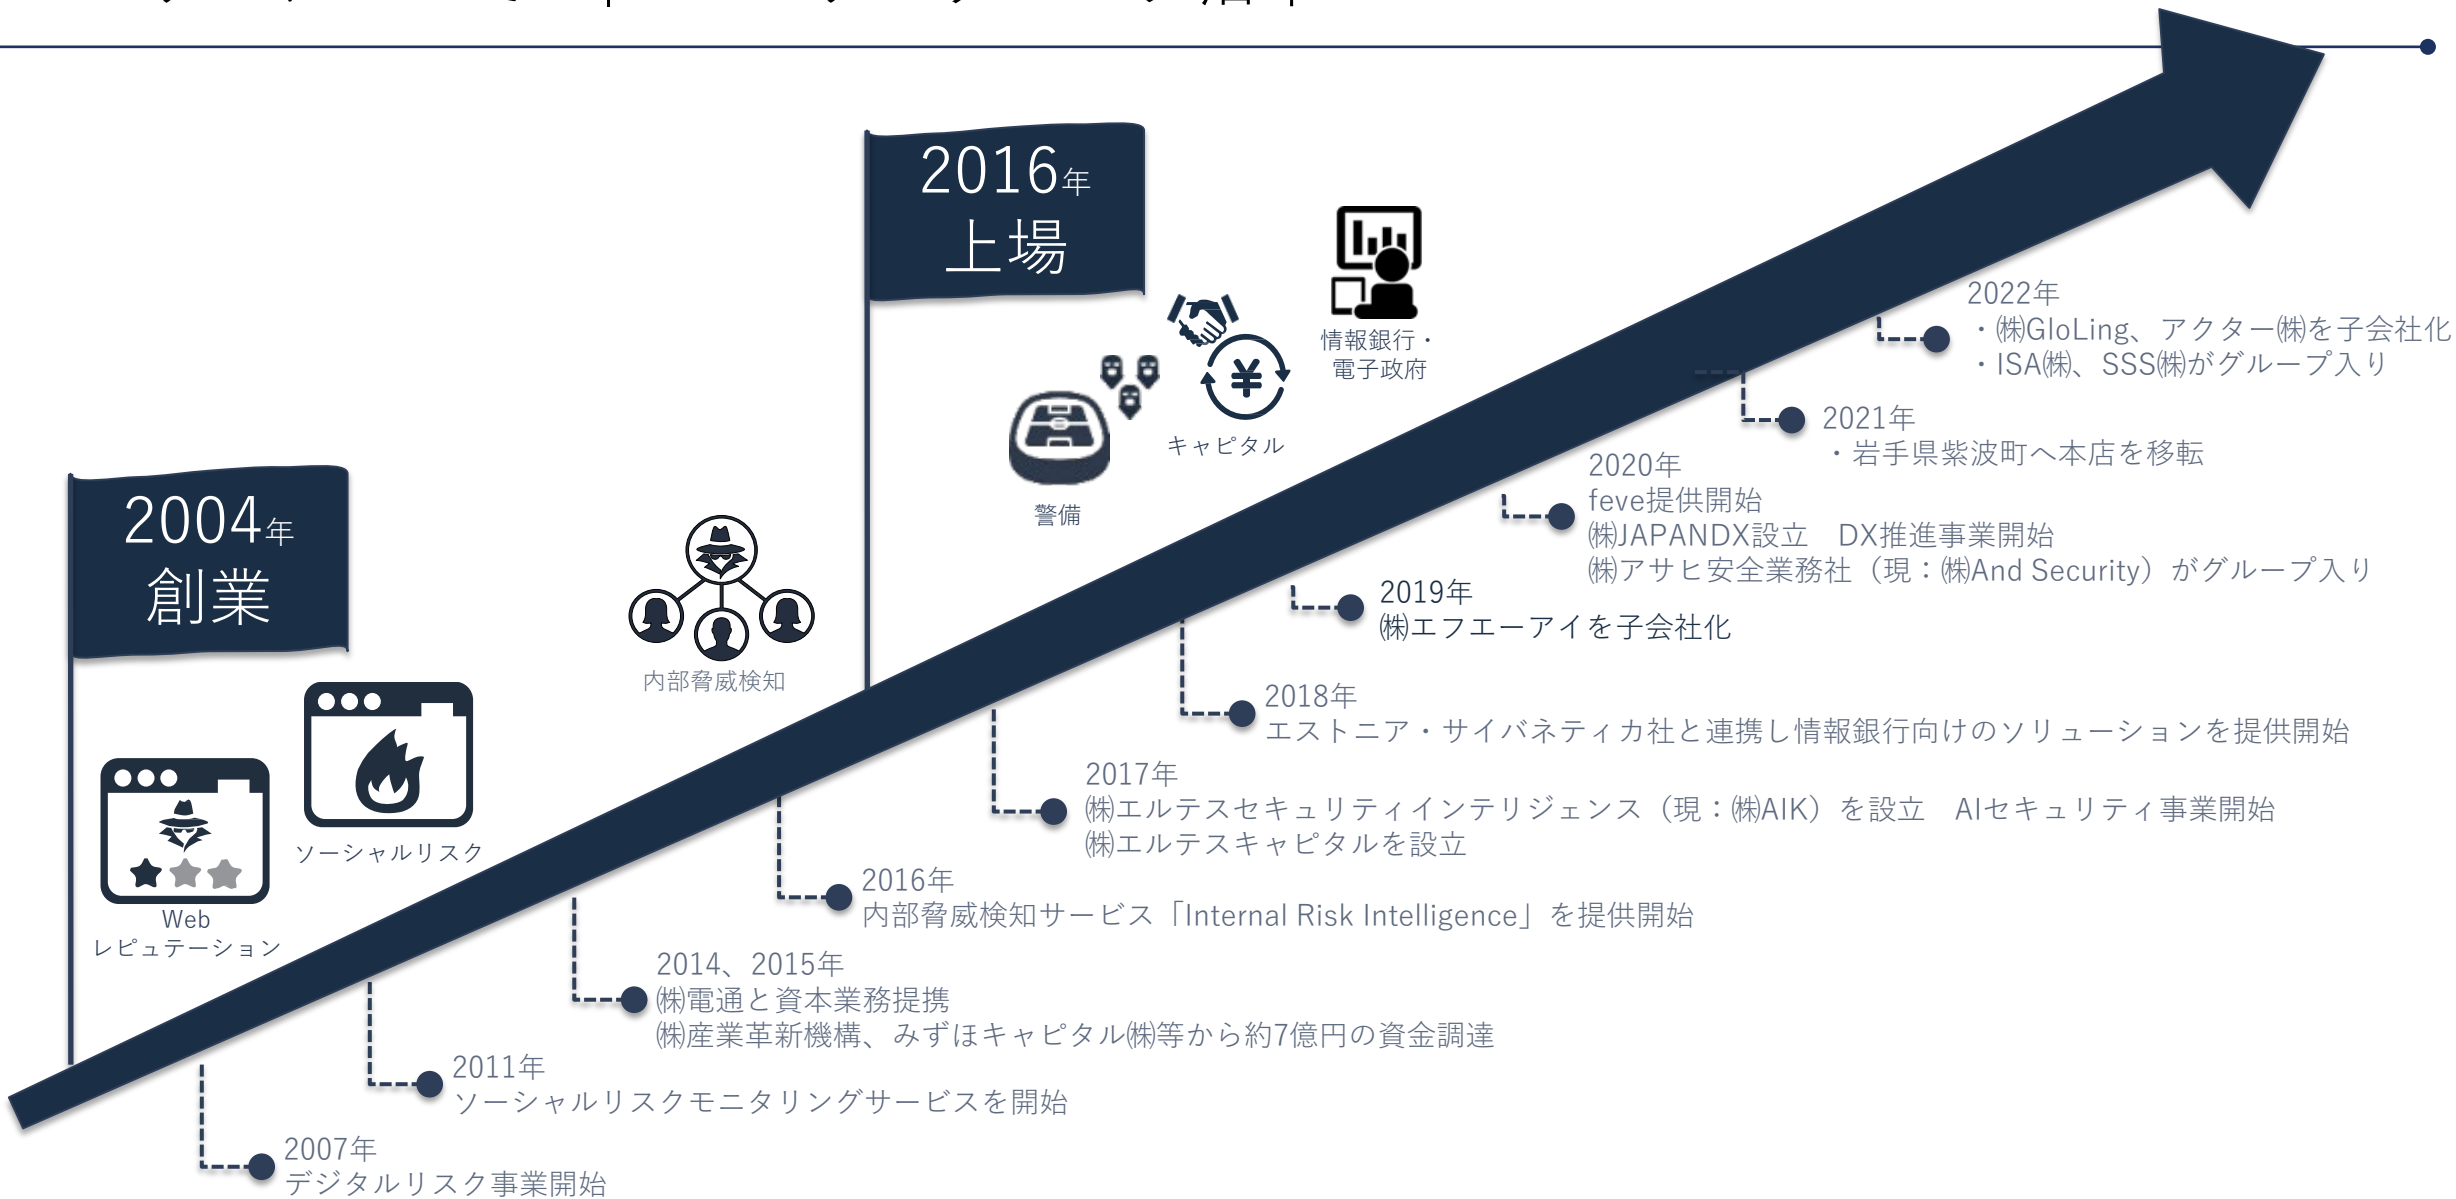 2004年
創業
Web
レピュテーション
ソーシャルリスク
内部脅威検知
2016年
上場
警備
キャピタル
情報銀行・
電子政府
2007年
デジタルリスク事業開始
2011年
ソーシャルリスクモニタリングサービスを開始
2014、2015年
㈱電通と資本業務提携
㈱産業革新機構、みずほキャピタル㈱等から約7億円の資金調達
2016年
内部脅威検知サービス「Internal Risk Intelligence」を提供開始
2017年
㈱エルテスセキュリティインテリジェンス（現：㈱AIK）を設立　AIセキュリティ事業開始
㈱エルテスキャピタルを設立
2018年
エストニア・サイバネティカ社と連携し情報銀行向けのソリューションを提供開始
2019年
㈱エフエーアイを子会社化
2020年
feve提供開始
㈱JAPANDX設立　DX推進事業開始
㈱アサヒ安全業務社（現：㈱And Security）がグループ入り
2021年
・岩手県紫波町へ本店を移転
2022年
・㈱GloLing、アクター㈱を子会社化
・ISA㈱、SSS㈱がグループ入り